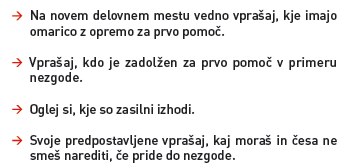 → Na novem delovnem mestu vedno vprašaj, kje imajo
omarico z opremo za prvo pomoč.
→ Vprašaj, kdo je zadolžen za prvo pomoč v primeru
nezgode.
→ Oglej si, kje so zasilni izhodi.
→ Svoje predpostavljene vprašaj, kaj moraš in česa ne
smeš narediti, če pride do nezgode.